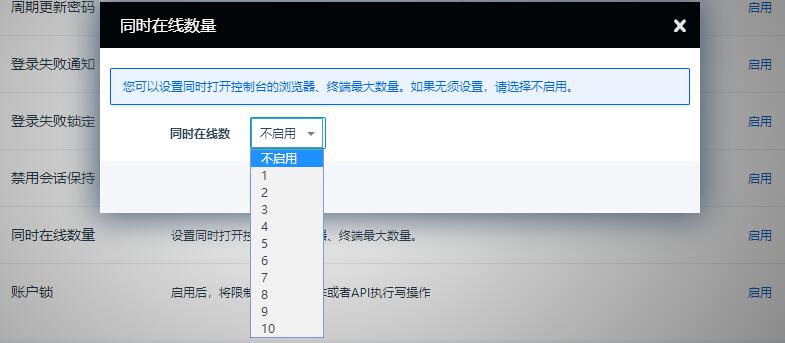 周期更新密码
启用
同时在线数量
登录失败通知
启用
您可以设置同时打开控制台的浏览器、终端最大数量。如果无须设置，请选择不启用。
登录失败锁定
启用
同时在线数
不启用
不启用
1
2
3
4
5
6
7
8
9
10
禁用会话保持
启用
同时在线数量
设置同时打开控
器、终端最大数量。
启用
账户锁
启用后，将限制
作或者API执行写操作
启用